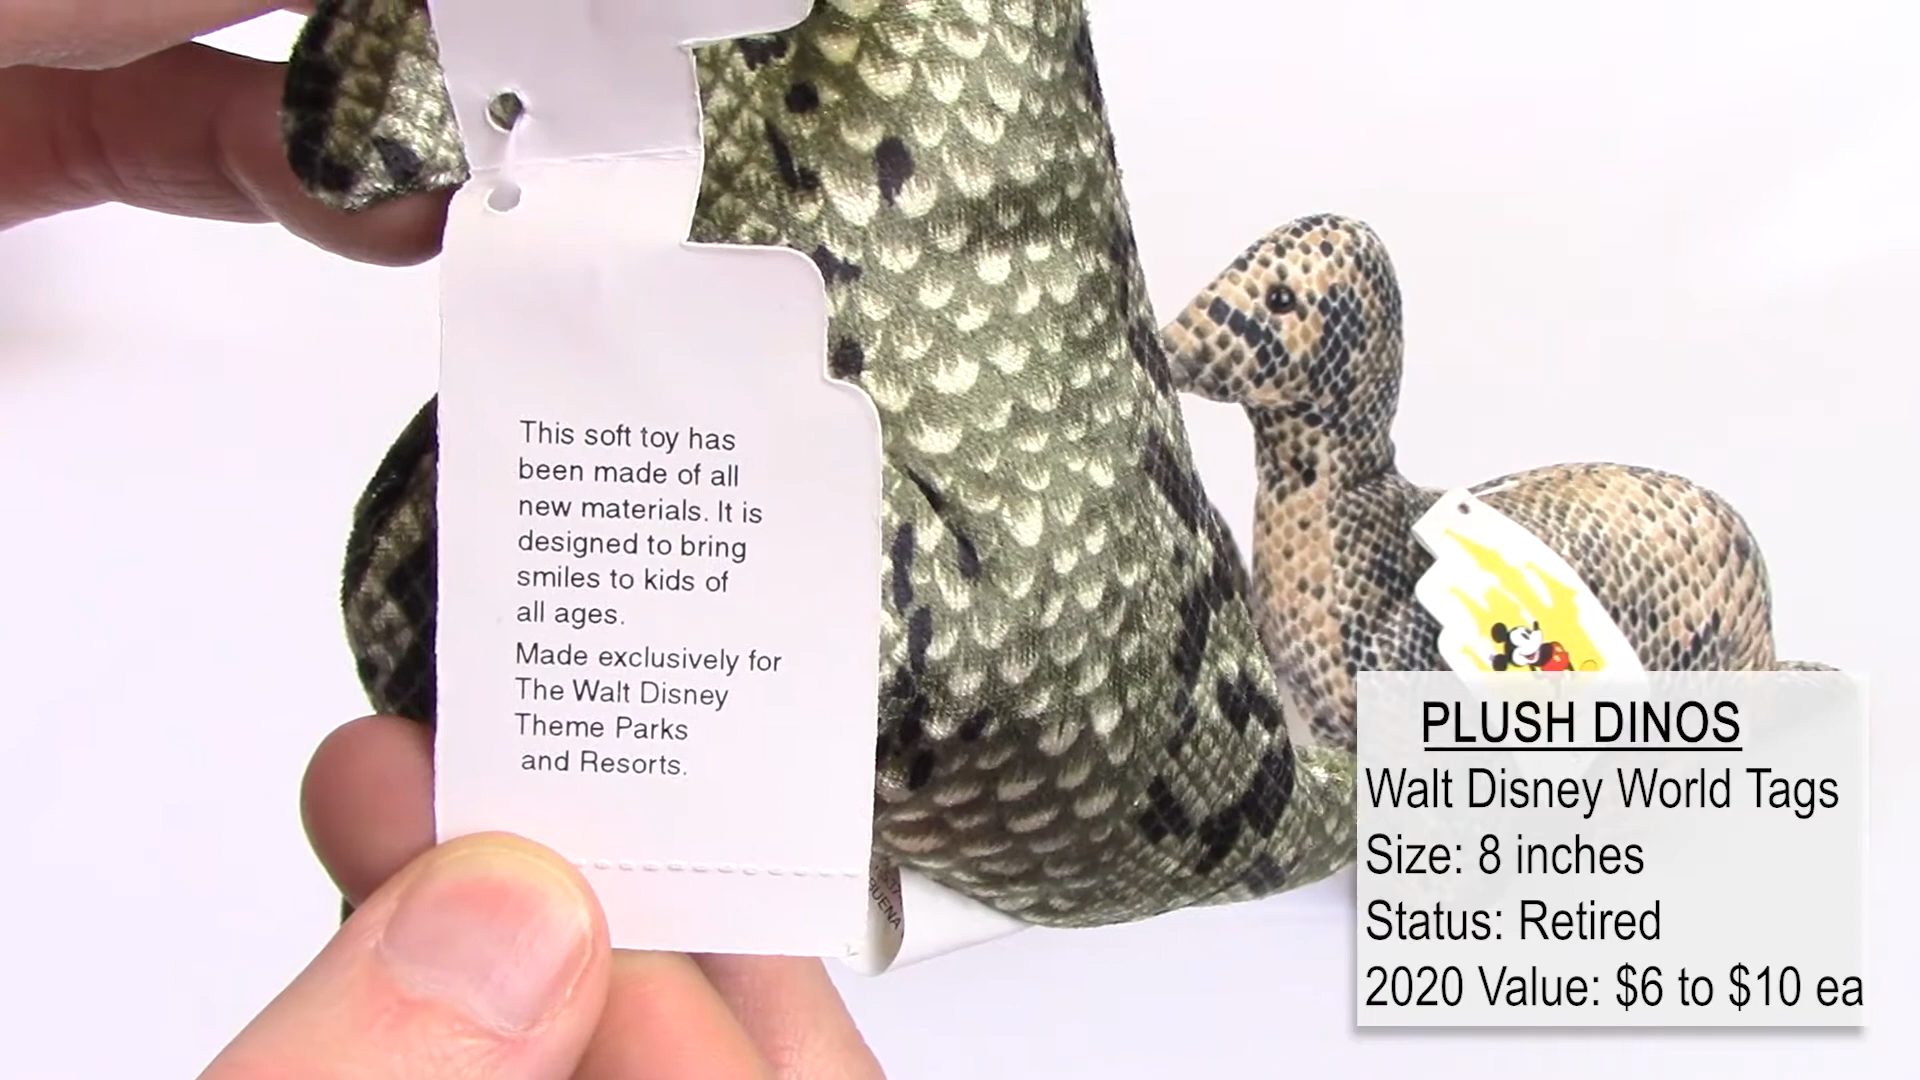 This soft toy has
been made of all
new materials. It is
designed to bring
smiles to kids of
all ages.
Made exclusively for
The Walt Disney
Theme Parks
and Resorts.
BUENA
PLUSH DINOS
Walt Disney World Tags
Size: 8 inches
Status: Retired
2020 Value: $6 to $10 ea